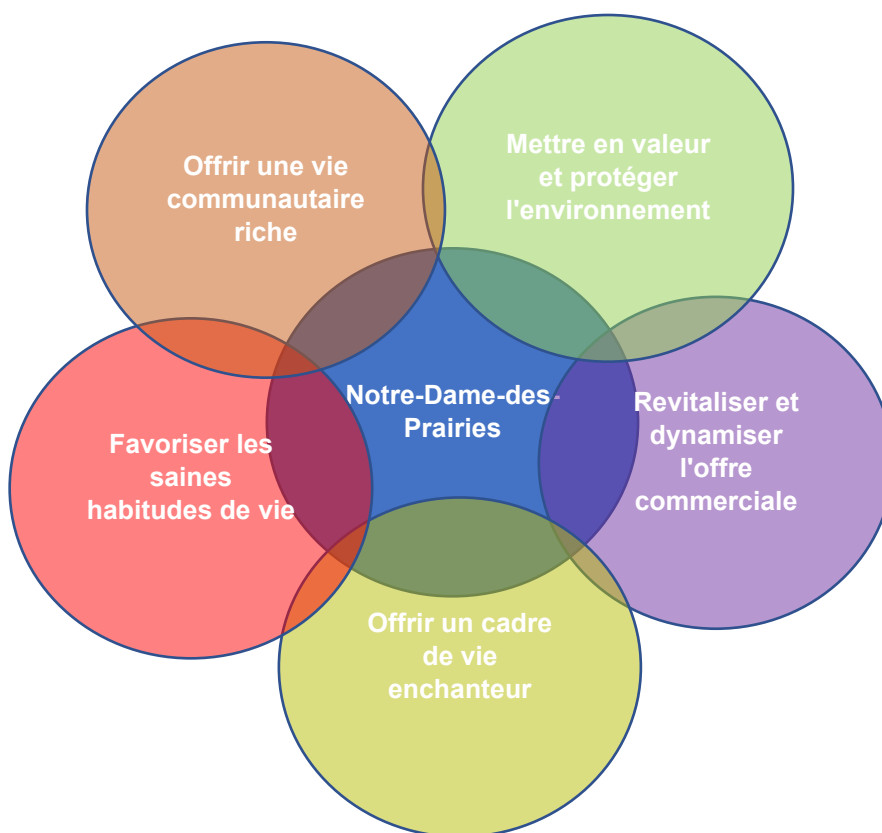 Offrir une vie
communautaire
riche
Mettre en valeur
et protéger
l'environnement
Notre-Dame-des-
Prairies
Revitaliser et
dynamiser
l'offre
commerciale
Favoriser les
saines
habitudes de vie
Offrir un cadre
de vie
enchanteur